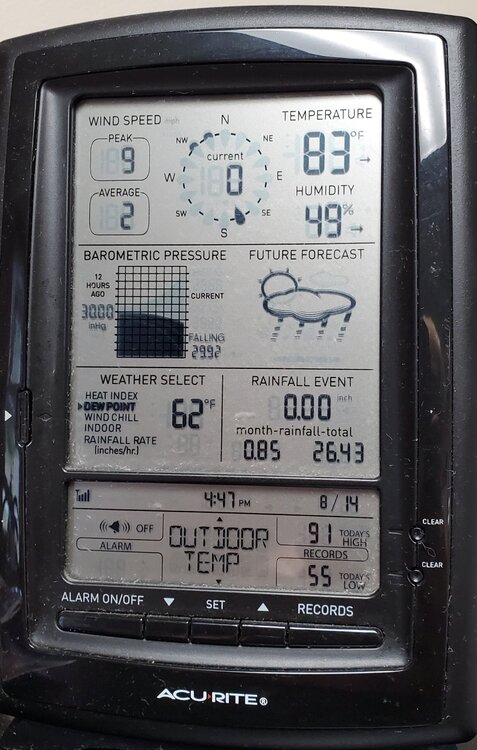 WIND SPEED mph
PEAK
9
AVERAGE
2
N
NW NE
current
W 0 E
SW SE
S
TEMPERATURE
83°F
HUMIDITY
49%
BAROMETRIC PRESSURE
12
HOURS
AGO
30.00
inHg
CURRENT
FALLING
29.92
FUTURE FORECAST
WEATHER SELECT
HEAT INDEX
DEW POINT
WIND CHILL
INDOOR
RAINFALL RATE
(inches/hr.)
62°F
RAINFALL EVENT
0.00 inch
month-rainfall-total
0.85 26.43
4:47 PM 8/14
OFF
ALARM
OUTDOOR
TEMP
91 TODAY'S
HIGH
RECORDS
55 TODAY'S
LOW
CLEAR
CLEAR
ALARM ON/OFF SET RECORDS
ACU RITE®